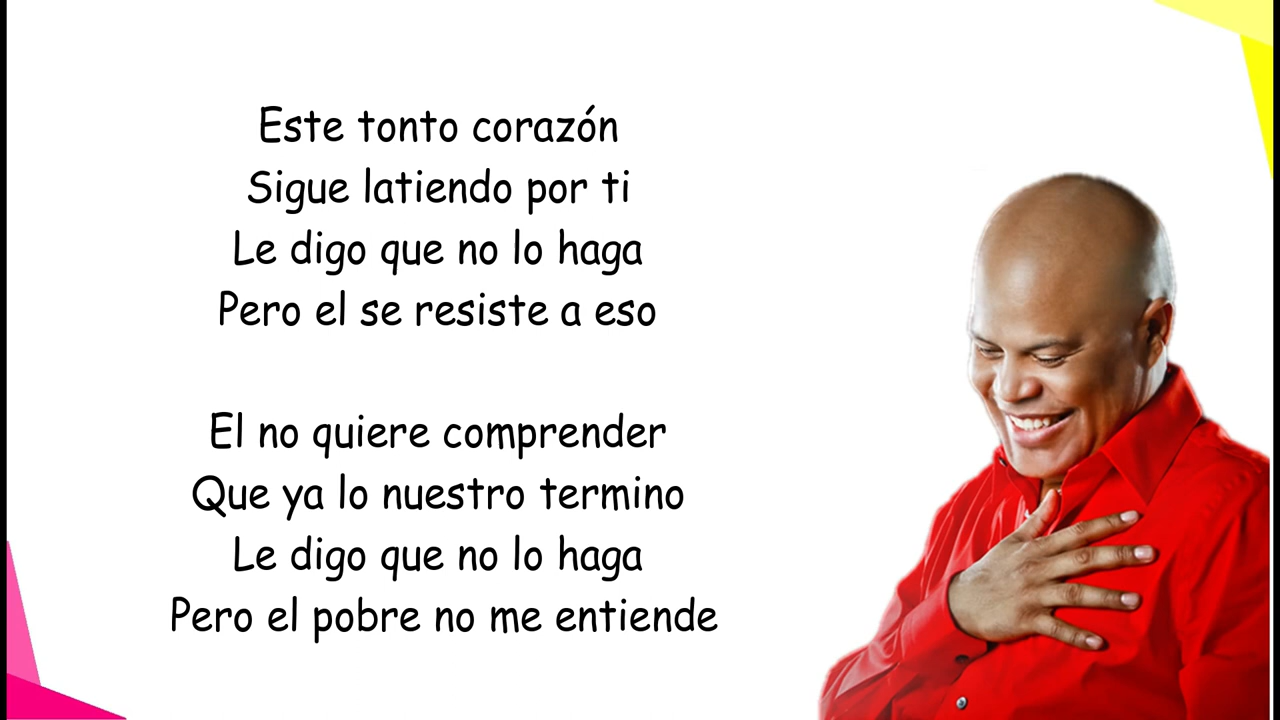 Este tonto corazón
Sigue latiendo por ti
Le digo que no lo haga
Pero el se resiste a eso
El no quiere comprender
Que ya lo nuestro termino
Le digo que no lo haga
Pero el pobre no me entiende